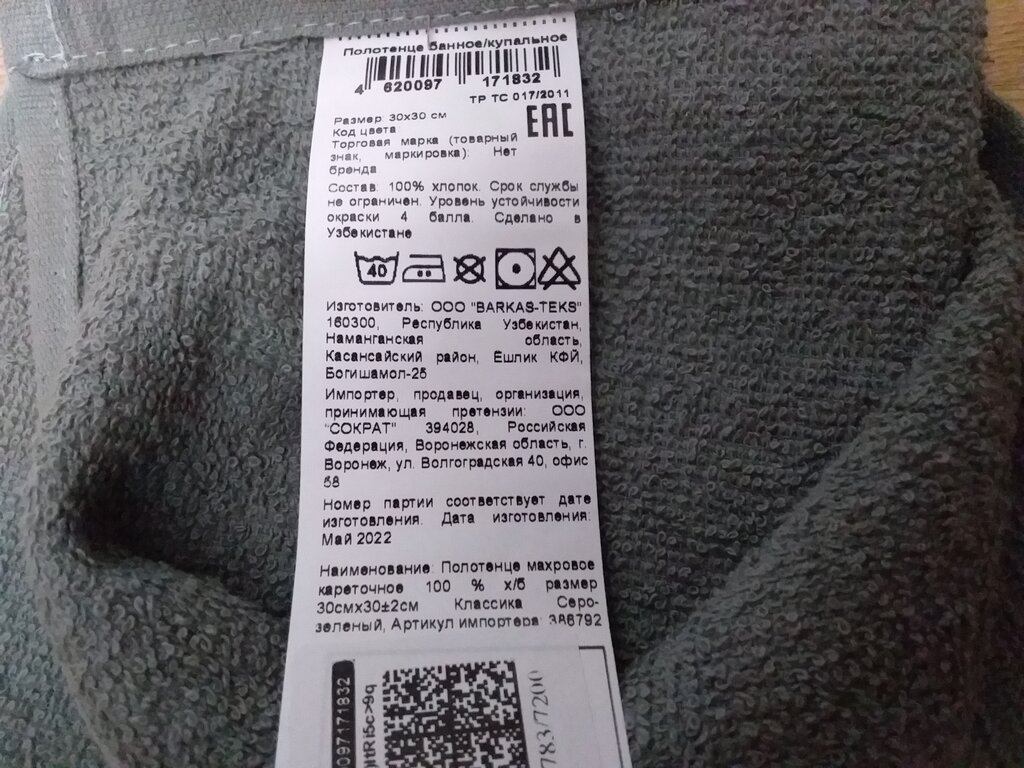 Полотенце банное/купальное
4 620097 171832
ТР ТС 017/2011
EAC
Размер: 30х30 см
Код цвета
Торговая марка (товарный
знак, маркировка): Нет
бренда
Состав: 100% хлопок. Срок службы
не ограничен. Уровень устойчивости
окраски 4 балла. Сделано в
Узбекистане
40
Изготовитель: ООО "BARKAS-TEKS"
160300, Республика Узбекистан,
Наманганская область,
Касансайский район, Ёшлик КФЙ,
Богишамол-25
Импортер, продавец, организация,
принимающая претензии: ООО
"СОКРАТ" 394028, Российская
Федерация, Воронежская область, г.
Воронеж, ул. Волгоградская 40, офис
58
Номер партии соответствует дате
изготовления. Дата изготовления:
Май 2022
Наименование: Полотенце махровое
кареточное 100 % х/б размер
30смх30±2см Классика Серо-
зеленый, Артикул импортера: 386792
097171832
783/7200